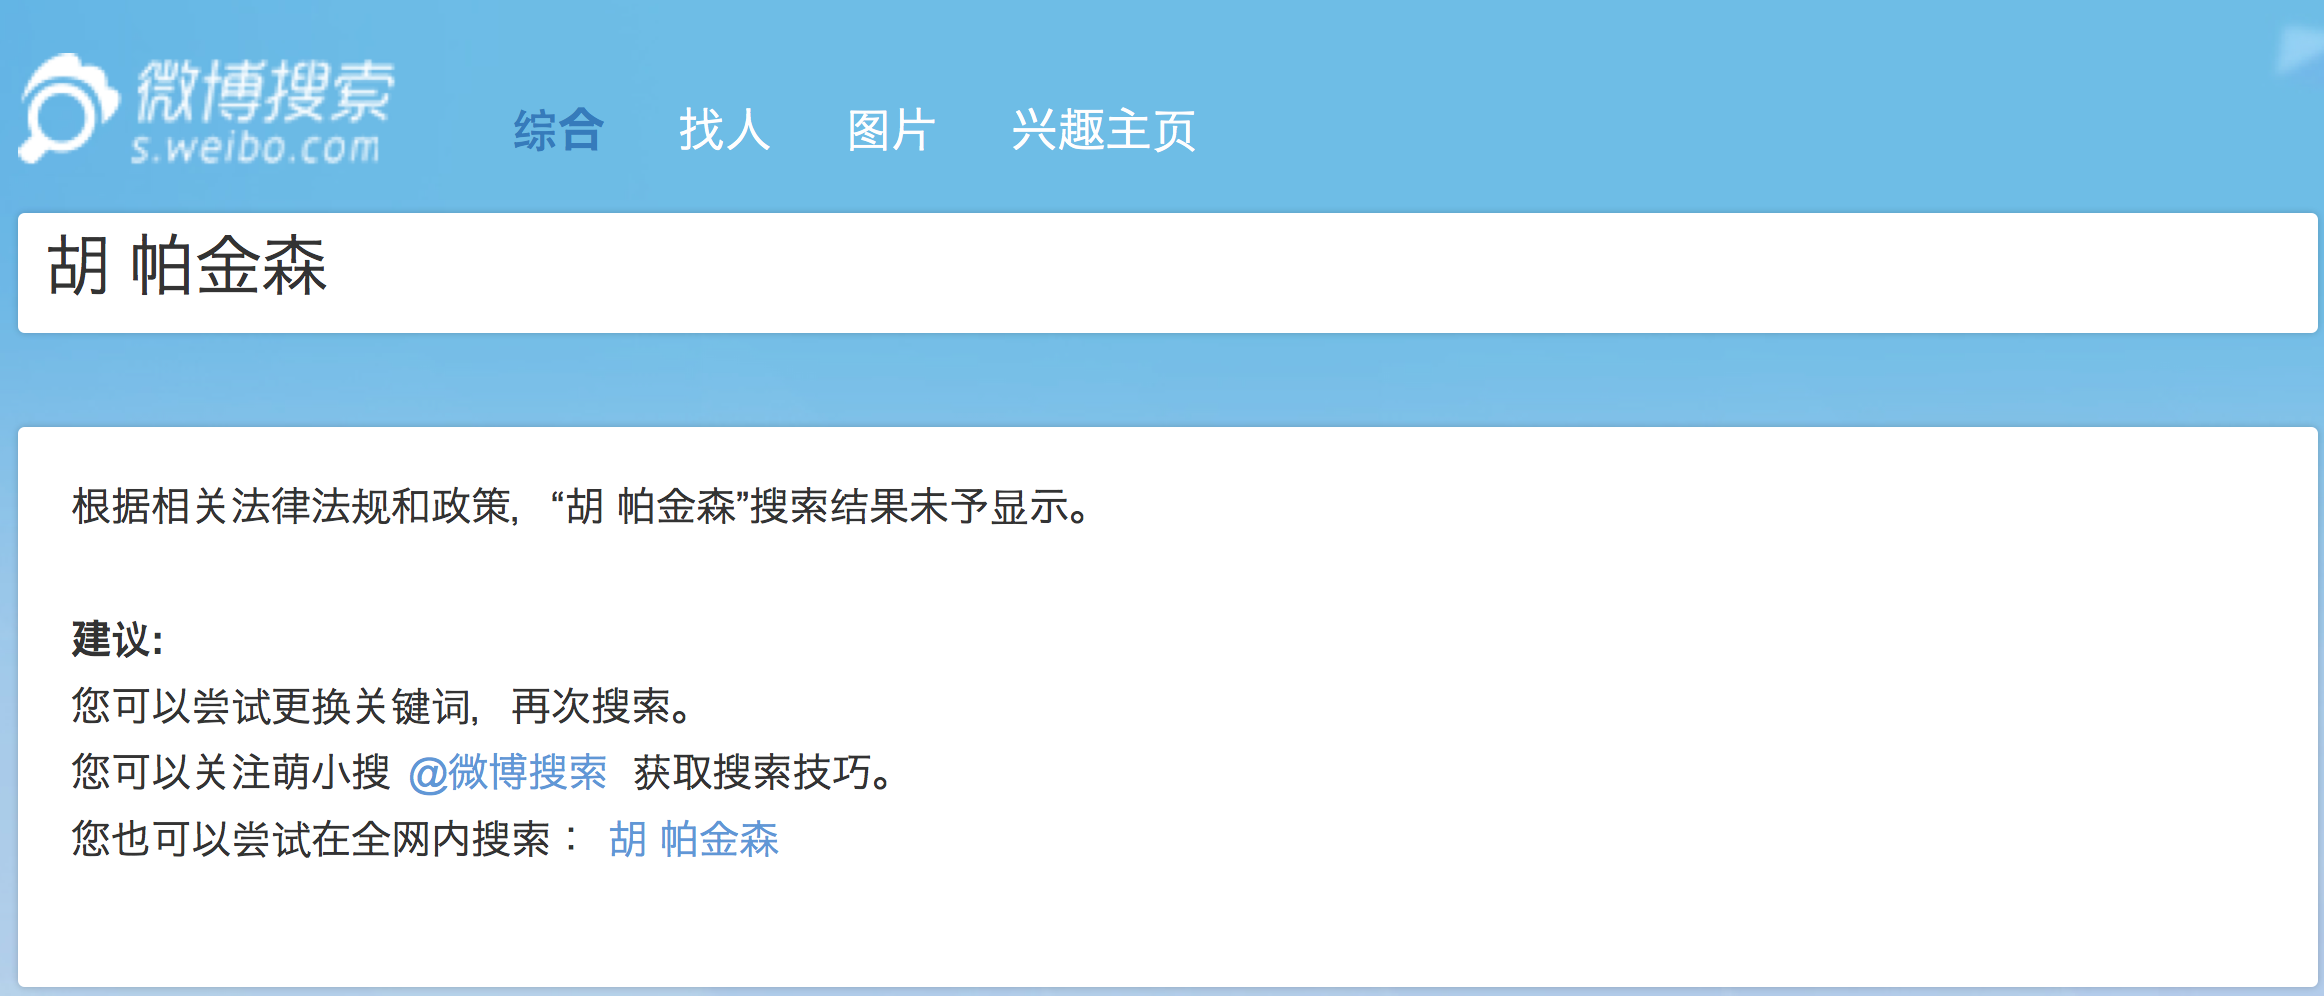 微博搜索
s.weibo.com
综合 找人 图片 兴趣主页
胡 帕金森
根据相关法律法规和政策，“胡 帕金森”搜索结果未予显示。
建议:
您可以尝试更换关键词，再次搜索。
您可以关注萌小搜 @微博搜索 获取搜索技巧。
您也可以尝试在全网内搜索： 胡 帕金森